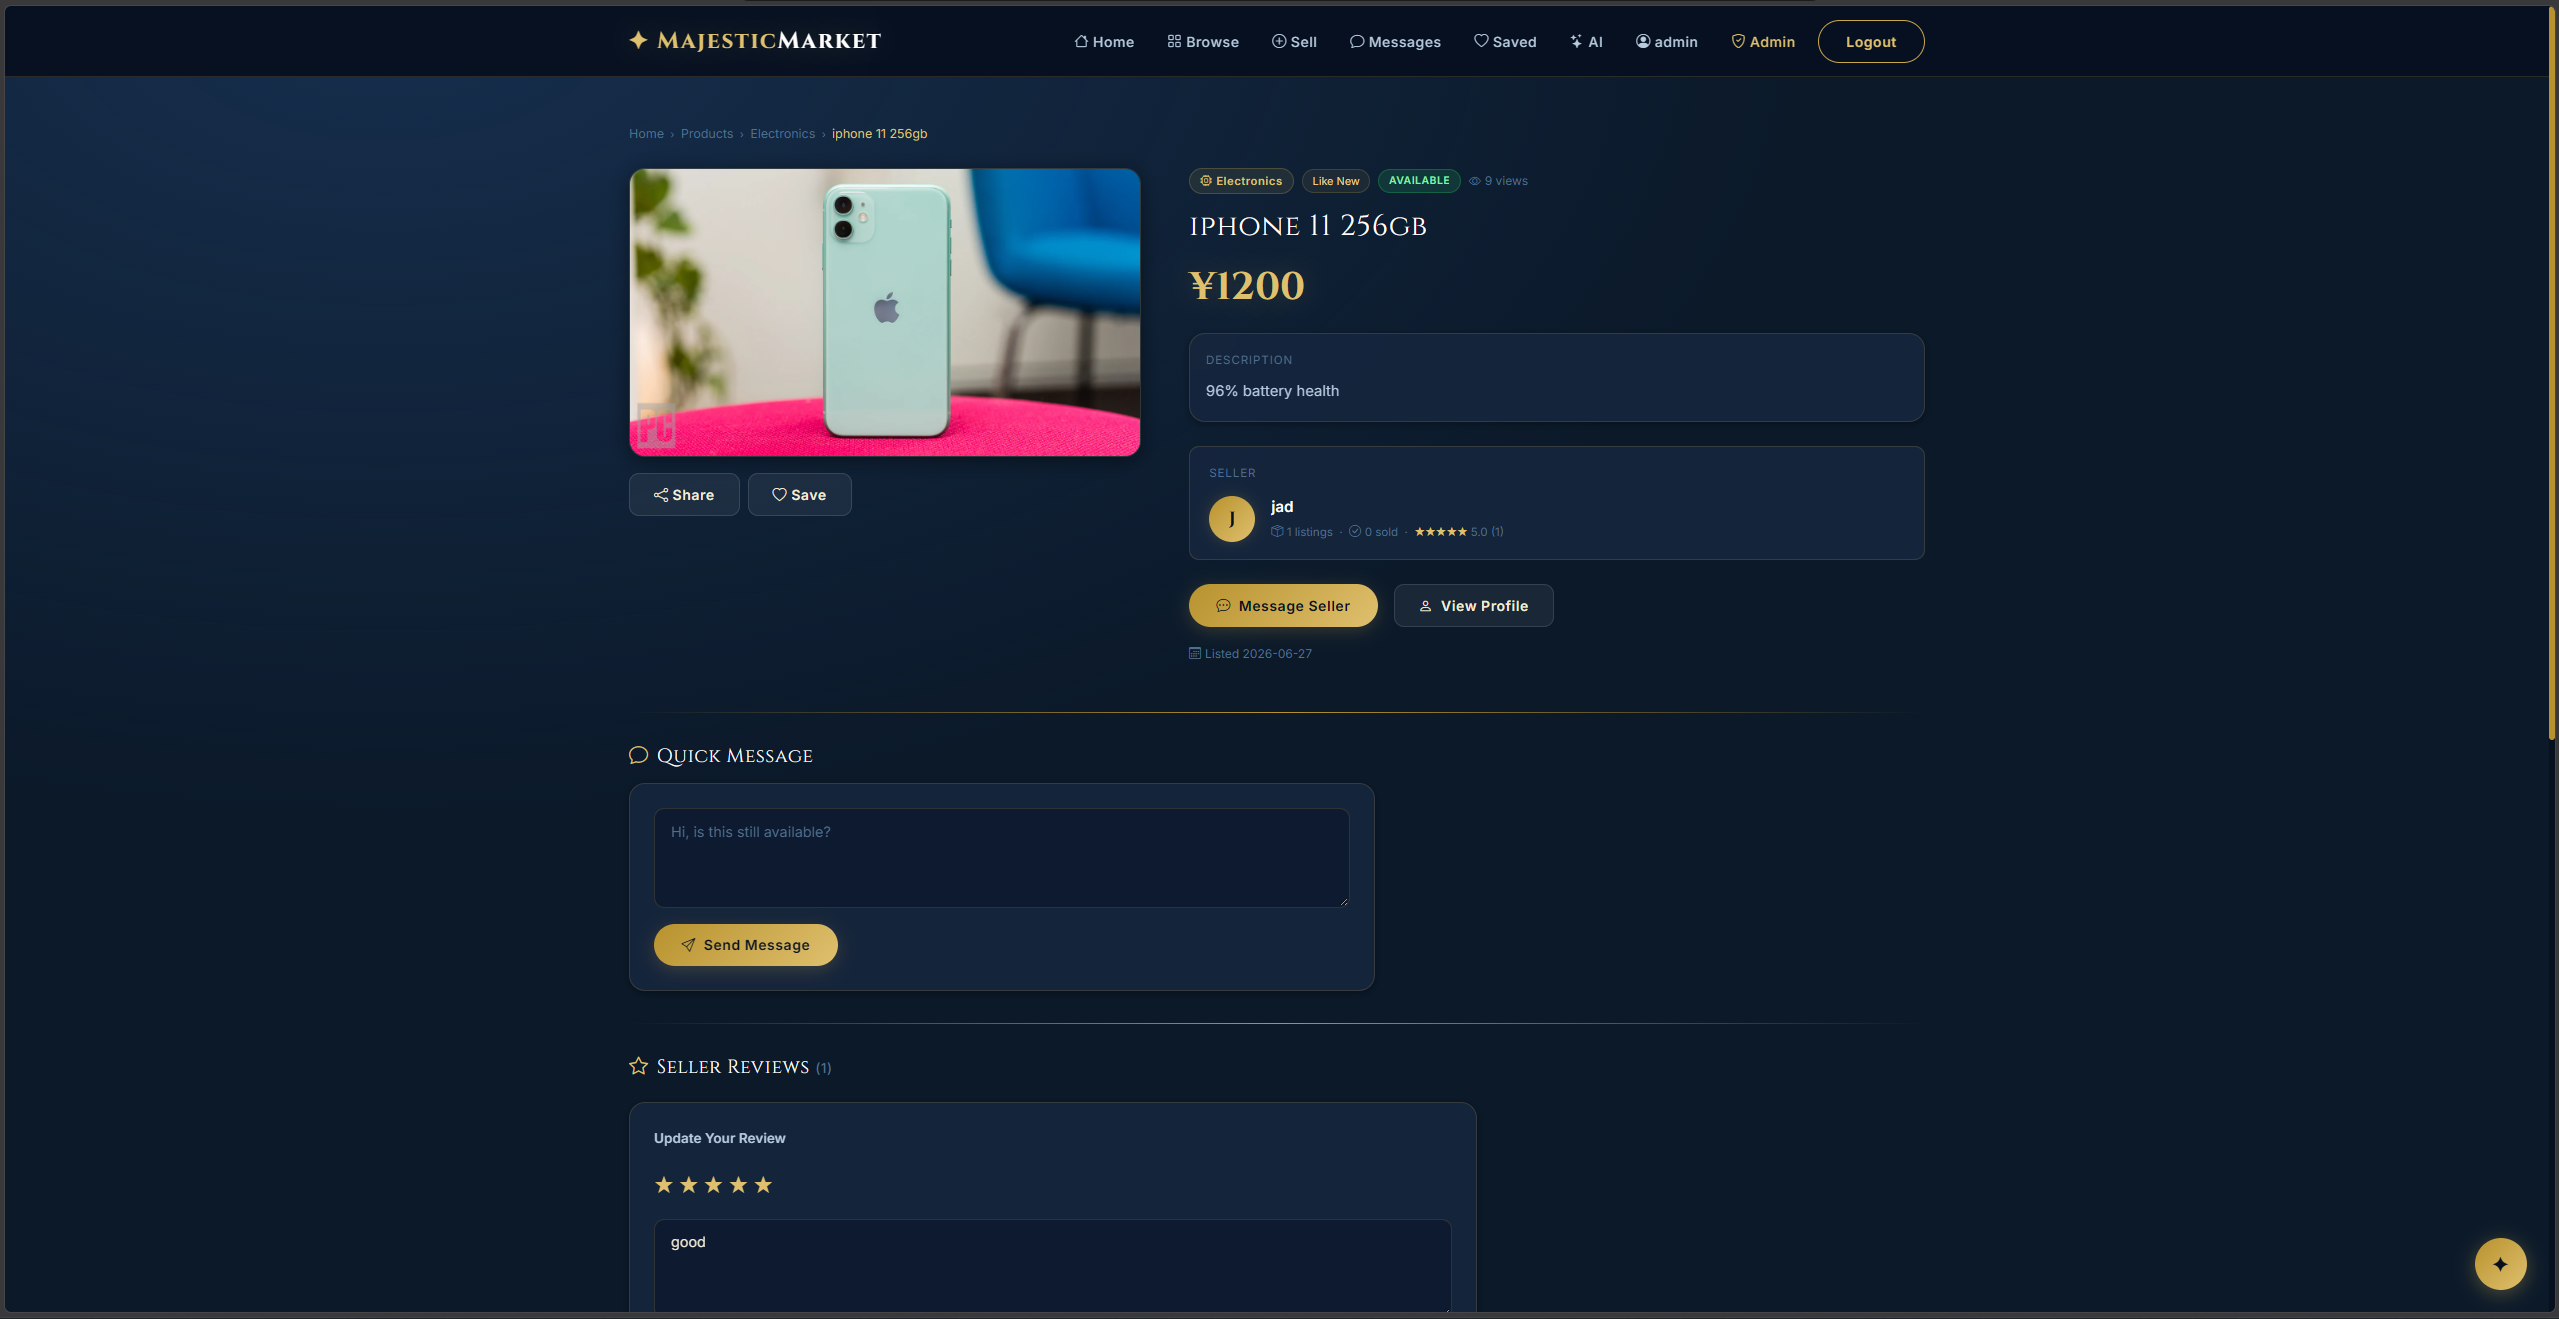 MajesticMarket
Home
Browse
Sell
Messages
Saved
AI
admin
Admin
Logout
Home › Products › Electronics › iphone 11 256gb
Electronics
Like New
AVAILABLE
9 views
iphone 11 256gb
¥1200
DESCRIPTION
96% battery health
SELLER
J
jad
1 listings · 0 sold · ★★★★★ 5.0 (1)
PC
Share
Save
Message Seller
View Profile
Listed 2026-06-27
Quick Message
Hi, is this still available?
Send Message
Seller Reviews (1)
Update Your Review
★ ★ ★ ★ ★
good